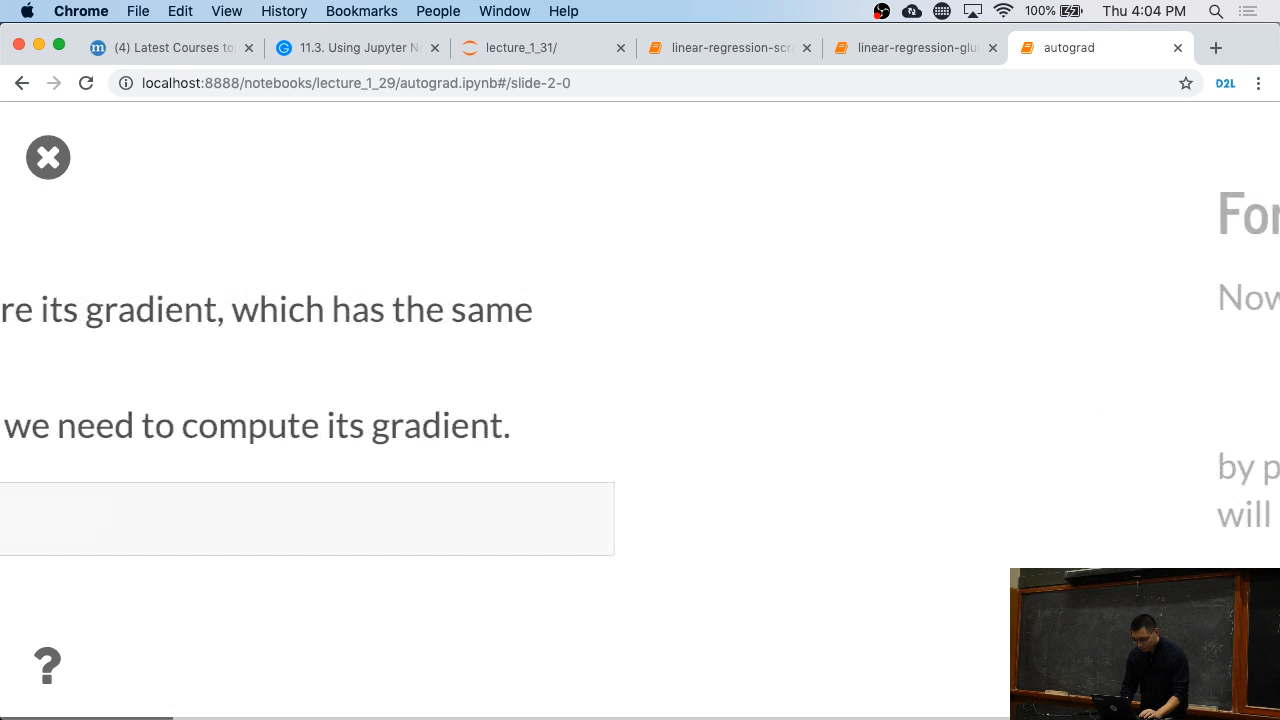 Chrome File Edit View History Bookmarks People Window Help 100% Thu 4:04 PM
(4) Latest Courses to 11.3. Using Jupyter N lecture_1_31/ linear-regression-scr linear-regression-glu autograd
localhost:8888/notebooks/lecture_1_29/autograd.ipynb#/slide-2-0 D2L
For
re its gradient, which has the same
Now
we need to compute its gradient.
by p
will
?